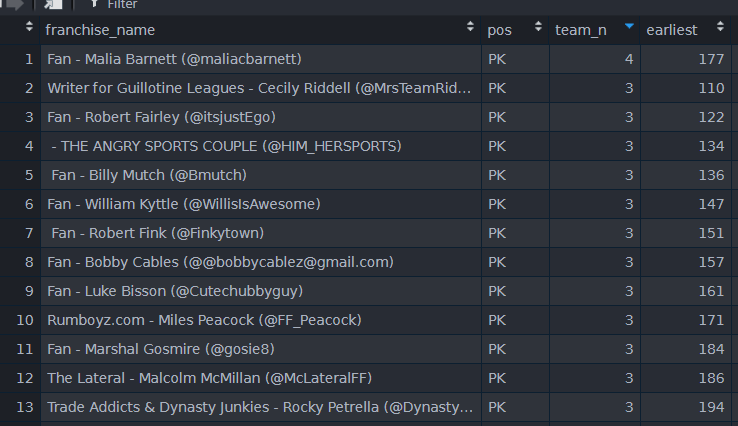 Filter
franchise_name pos team_n earliest
1 Fan - Malia Barnett (@maliacbarnett) PK 4 177
2 Writer for Guillotine Leagues - Cecily Riddell (@MrsTeamRid... PK 3 110
3 Fan - Robert Fairley (@itsjustEgo) PK 3 122
4 - THE ANGRY SPORTS COUPLE (@HIM_HERSPORTS) PK 3 134
5 Fan - Billy Mutch (@Bmutch) PK 3 136
6 Fan - William Kyttle (@WillisIsAwesome) PK 3 147
7 Fan - Robert Fink (@Finkytown) PK 3 151
8 Fan - Bobby Cables (@@bobbycablez@gmail.com) PK 3 157
9 Fan - Luke Bisson (@Cutechubbyguy) PK 3 161
10 Rumboyz.com - Miles Peacock (@FF_Peacock) PK 3 171
11 Fan - Marshal Gosmire (@gosie8) PK 3 184
12 The Lateral - Malcolm McMillan (@McLateralFF) PK 3 186
13 Trade Addicts & Dynasty Junkies - Rocky Petrella (@Dynasty... PK 3 194